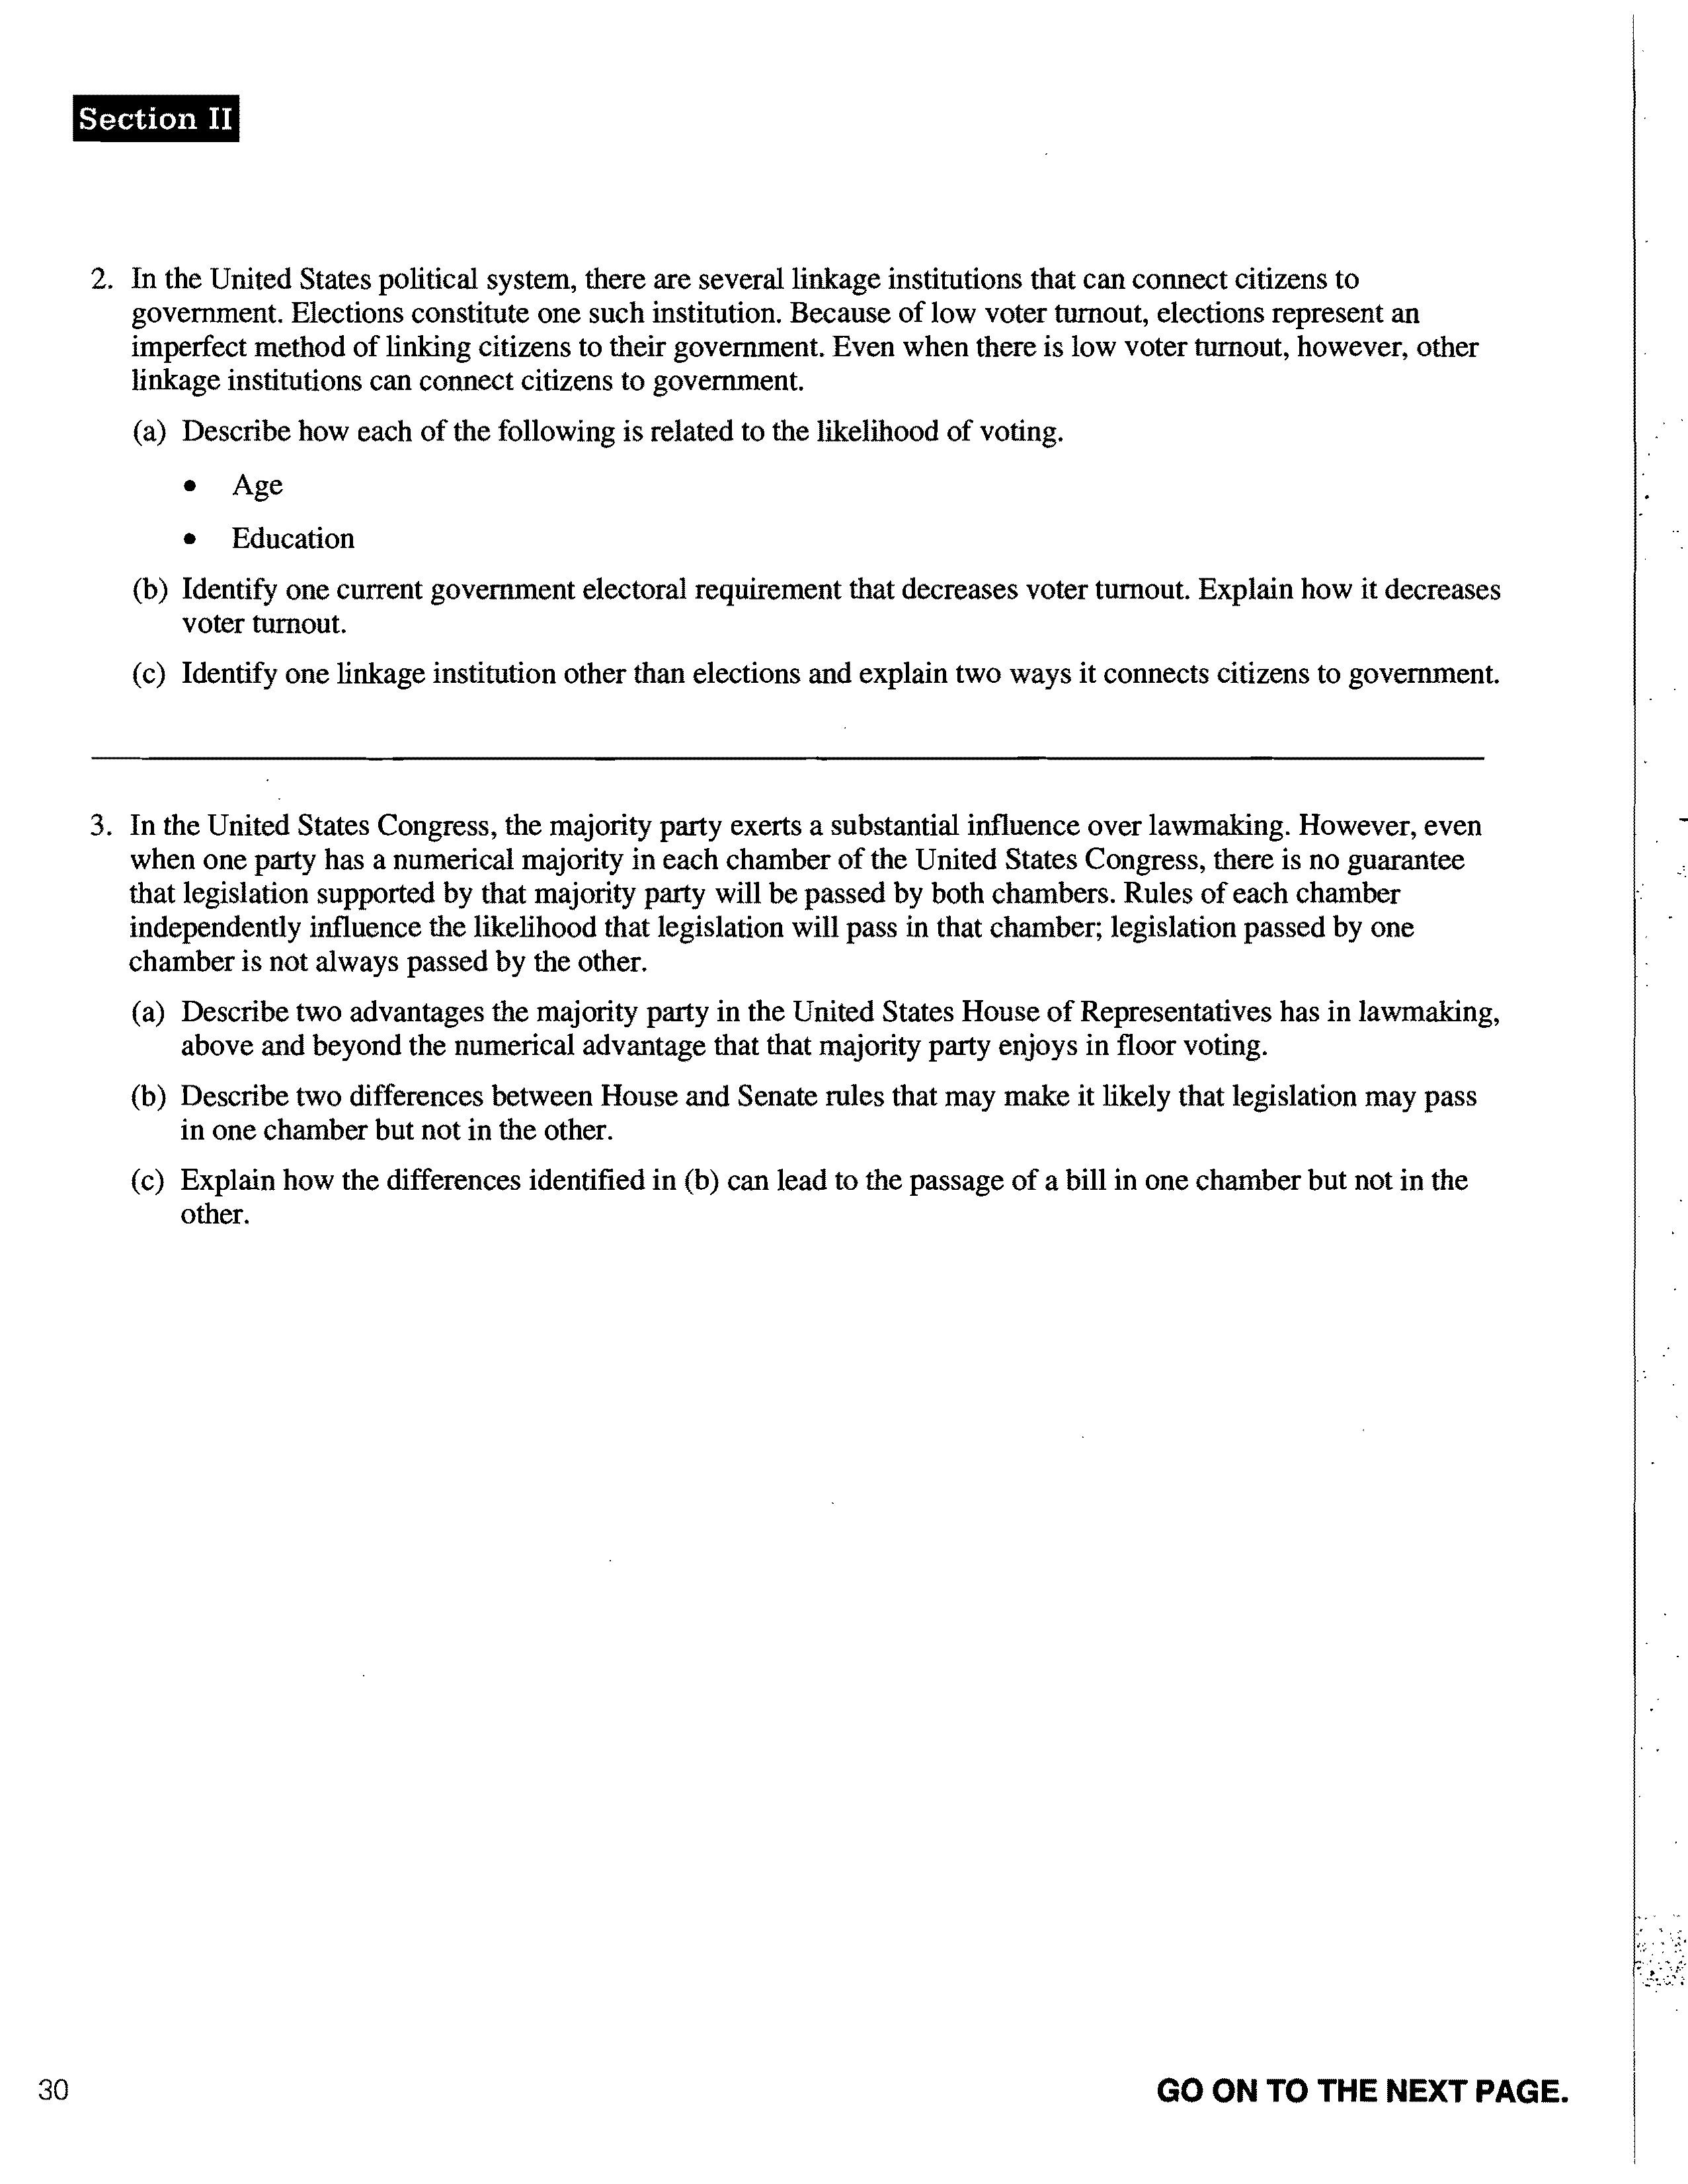 Section II
2. In the United States political system, there are several linkage institutions that can connect citizens to
government. Elections constitute one such institution. Because of low voter turnout, elections represent an
imperfect method of linking citizens to their government. Even when there is low voter turnout, however, other
linkage institutions can connect citizens to government.
(a) Describe how each of the following is related to the likelihood of voting.
• Age
• Education
(b) Identify one current government electoral requirement that decreases voter turnout. Explain how it decreases
voter turnout.
(c) Identify one linkage institution other than elections and explain two ways it connects citizens to government.
3. In the United States Congress, the majority party exerts a substantial influence over lawmaking. However, even
when one party has a numerical majority in each chamber of the United States Congress, there is no guarantee
that legislation supported by that majority party will be passed by both chambers. Rules of each chamber
independently influence the likelihood that legislation will pass in that chamber; legislation passed by one
chamber is not always passed by the other.
(a) Describe two advantages the majority party in the United States House of Representatives has in lawmaking,
above and beyond the numerical advantage that that majority party enjoys in floor voting.
(b) Describe two differences between House and Senate rules that may make it likely that legislation may pass
in one chamber but not in the other.
(c) Explain how the differences identified in (b) can lead to the passage of a bill in one chamber but not in the
other.
30
GO ON TO THE NEXT PAGE.